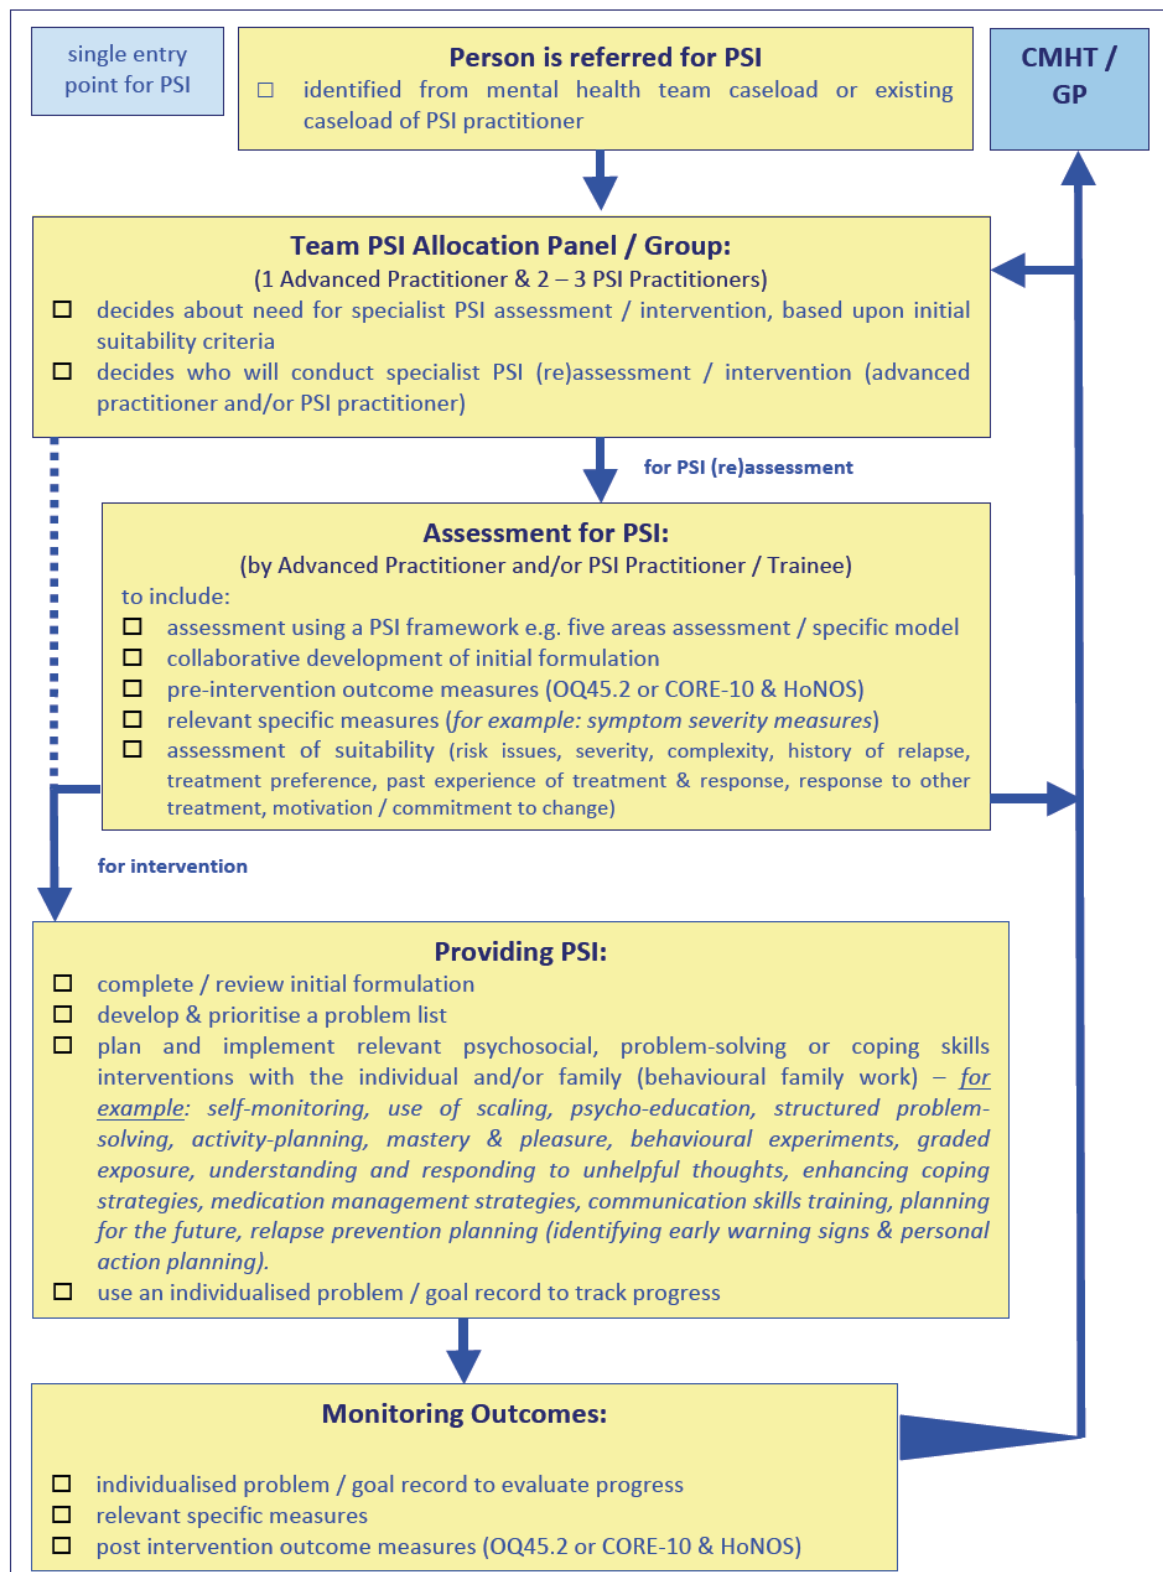 single entry
point for PSI
Person is referred for PSI
☐ identified from mental health team caseload or existing
caseload of PSI practitioner
CMHT /
GP
Team PSI Allocation Panel / Group:
(1 Advanced Practitioner & 2 – 3 PSI Practitioners)
☐ decides about need for specialist PSI assessment / intervention, based upon initial
suitability criteria
☐ decides who will conduct specialist PSI (re)assessment / intervention (advanced
practitioner and/or PSI practitioner)
for PSI (re)assessment
Assessment for PSI:
(by Advanced Practitioner and/or PSI Practitioner / Trainee)
to include:
☐ assessment using a PSI framework e.g. five areas assessment / specific model
☐ collaborative development of initial formulation
☐ pre-intervention outcome measures (OQ45.2 or CORE-10 & HoNOS)
☐ relevant specific measures (for example: symptom severity measures)
☐ assessment of suitability (risk issues, severity, complexity, history of relapse,
treatment preference, past experience of treatment & response, response to other
treatment, motivation / commitment to change)
for intervention
Providing PSI:
☐ complete / review initial formulation
☐ develop & prioritise a problem list
☐ plan and implement relevant psychosocial, problem-solving or coping skills
interventions with the individual and/or family (behavioural family work) – for
example: self-monitoring, use of scaling, psycho-education, structured problem-
solving, activity-planning, mastery & pleasure, behavioural experiments, graded
exposure, understanding and responding to unhelpful thoughts, enhancing coping
strategies, medication management strategies, communication skills training, planning
for the future, relapse prevention planning (identifying early warning signs & personal
action planning).
☐ use an individualised problem / goal record to track progress
Monitoring Outcomes:
☐ individualised problem / goal record to evaluate progress
☐ relevant specific measures
☐ post intervention outcome measures (OQ45.2 or CORE-10 & HoNOS)